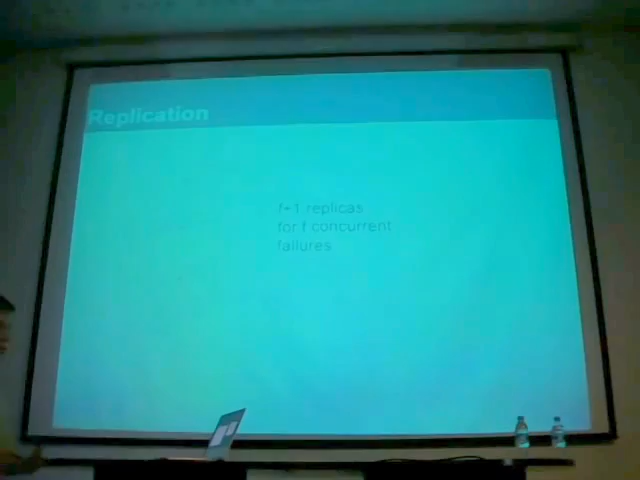 Replication
f+1 replicas
for f concurrent
failures